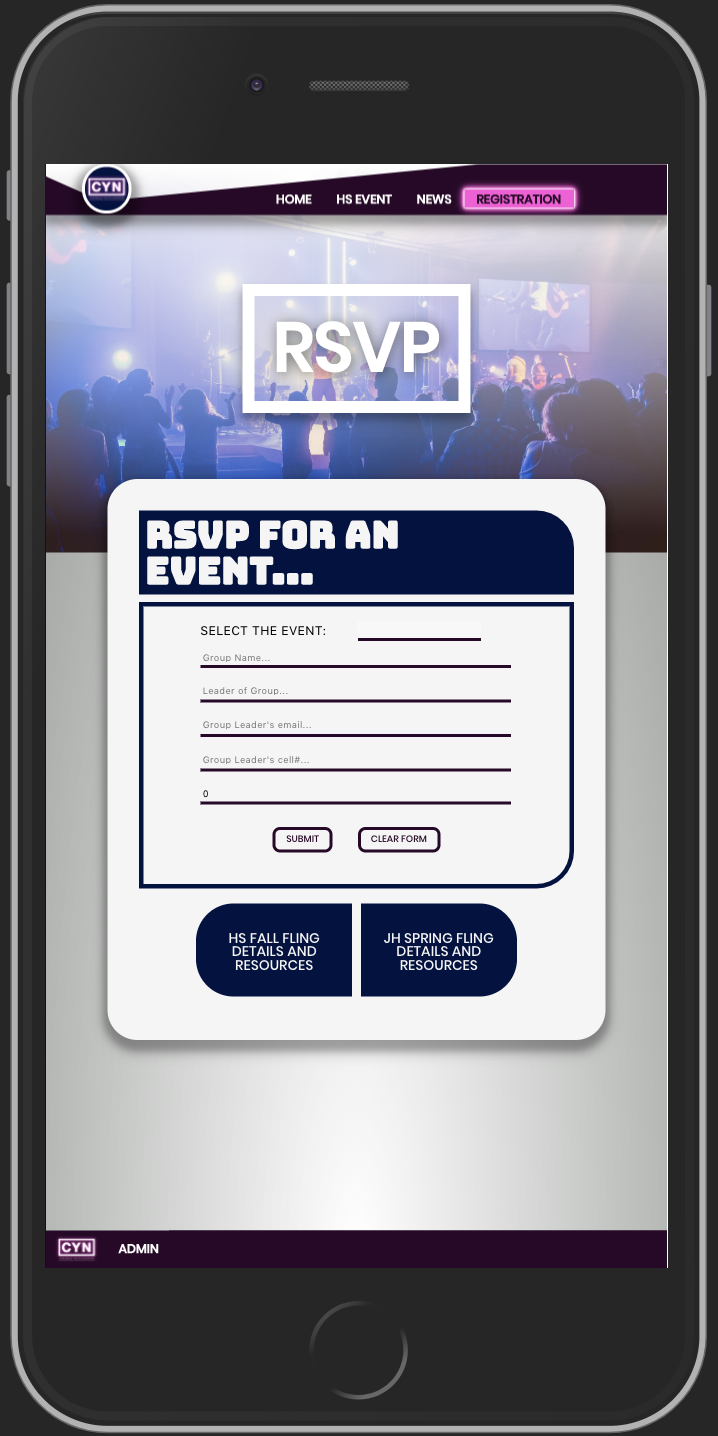 CYN
HOME HS EVENT NEWS REGISTRATION
RSVP
RSVP FOR AN
EVENT...
SELECT THE EVENT:
Group Name...
Leader of Group...
Group Leader's email...
Group Leader's cell#...
0
SUBMIT CLEAR FORM
HS FALL FLING
DETAILS AND
RESOURCES
JH SPRING FLING
DETAILS AND
RESOURCES
CYN ADMIN